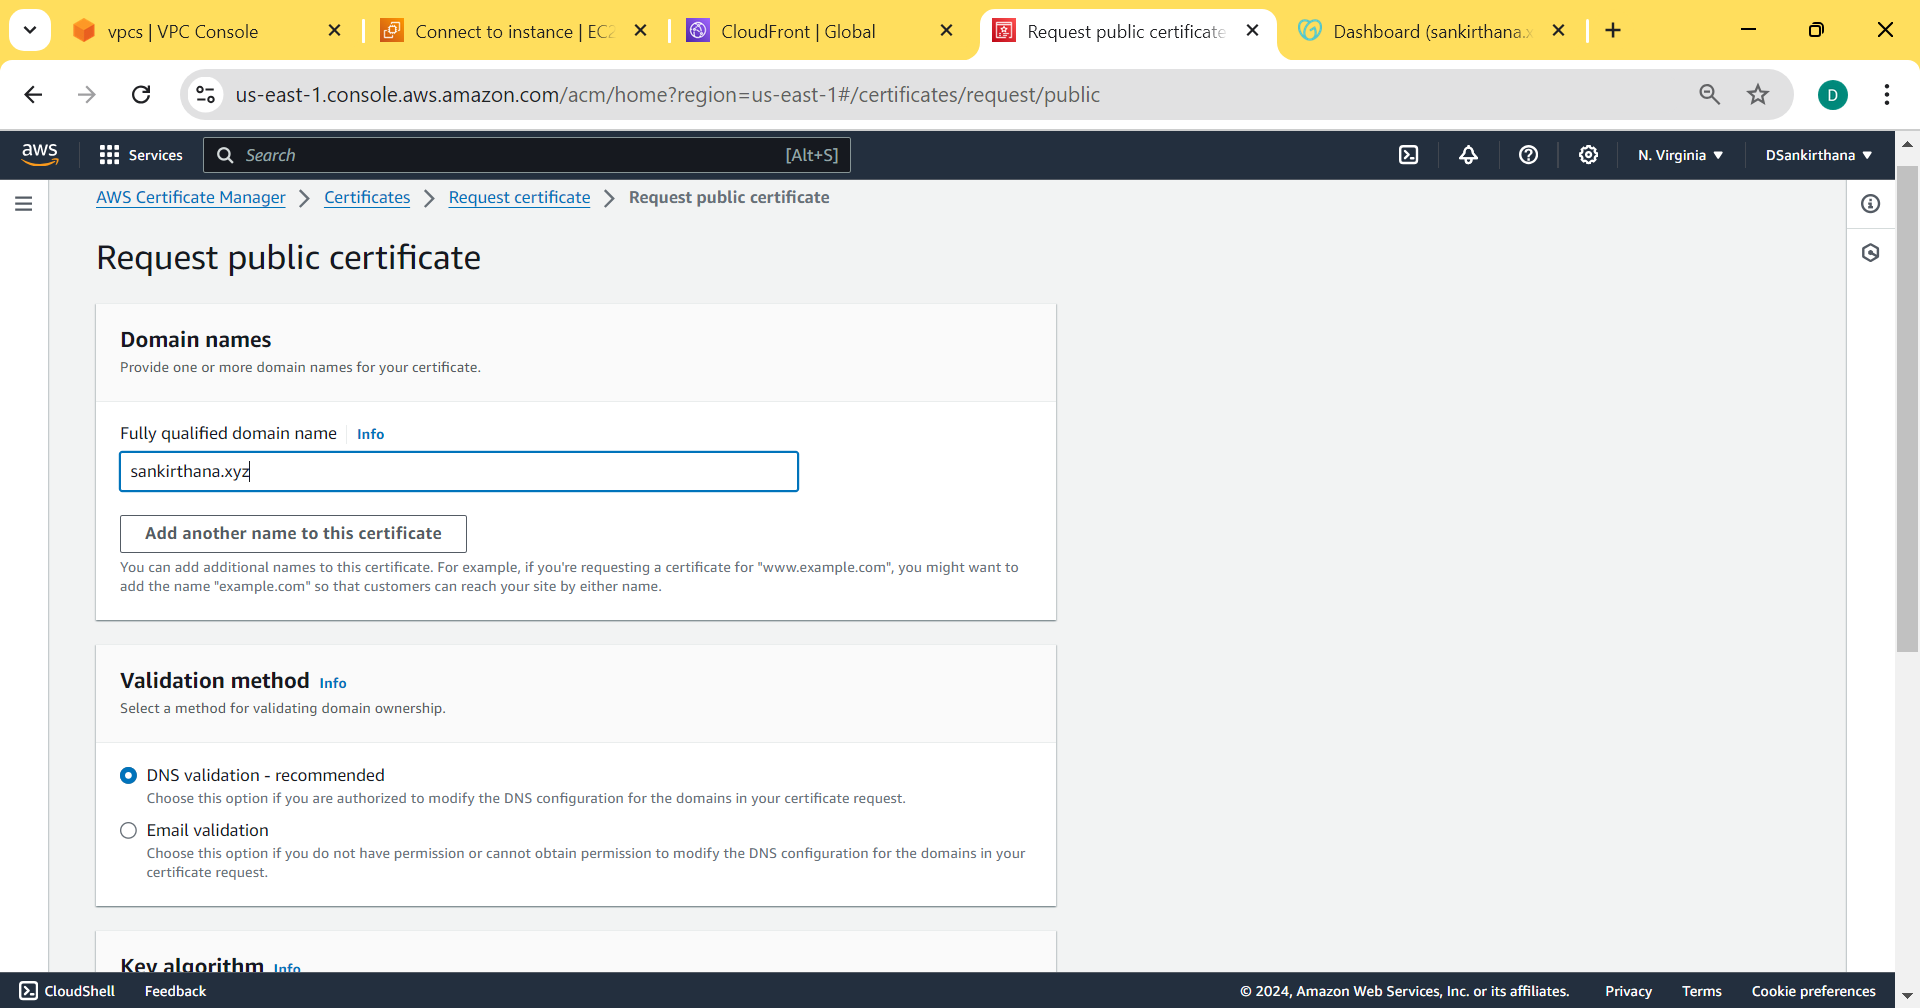 vpcs | VPC Console
Connect to instance | EC2
CloudFront | Global
Request public certificate
Dashboard (sankirthana.x
us-east-1.console.aws.amazon.com/acm/home?region=us-east-1#/certificates/request/public
D
aws
Services
Search
[Alt+S]
N. Virginia
DSankirthana
AWS Certificate Manager
Certificates
Request certificate
Request public certificate
Request public certificate
Domain names
Provide one or more domain names for your certificate.
Fully qualified domain name
Info
sankirthana.xyz
Add another name to this certificate
You can add additional names to this certificate. For example, if you're requesting a certificate for "www.example.com", you might want to
add the name "example.com" so that customers can reach your site by either name.
Validation method Info
Select a method for validating domain ownership.
DNS validation - recommended
Choose this option if you are authorized to modify the DNS configuration for the domains in your certificate request.
Email validation
Choose this option if you do not have permission or cannot obtain permission to modify the DNS configuration for the domains in your
certificate request.
Key algorithm Info
CloudShell
Feedback
© 2024, Amazon Web Services, Inc. or its affiliates.
Privacy
Terms
Cookie preferences